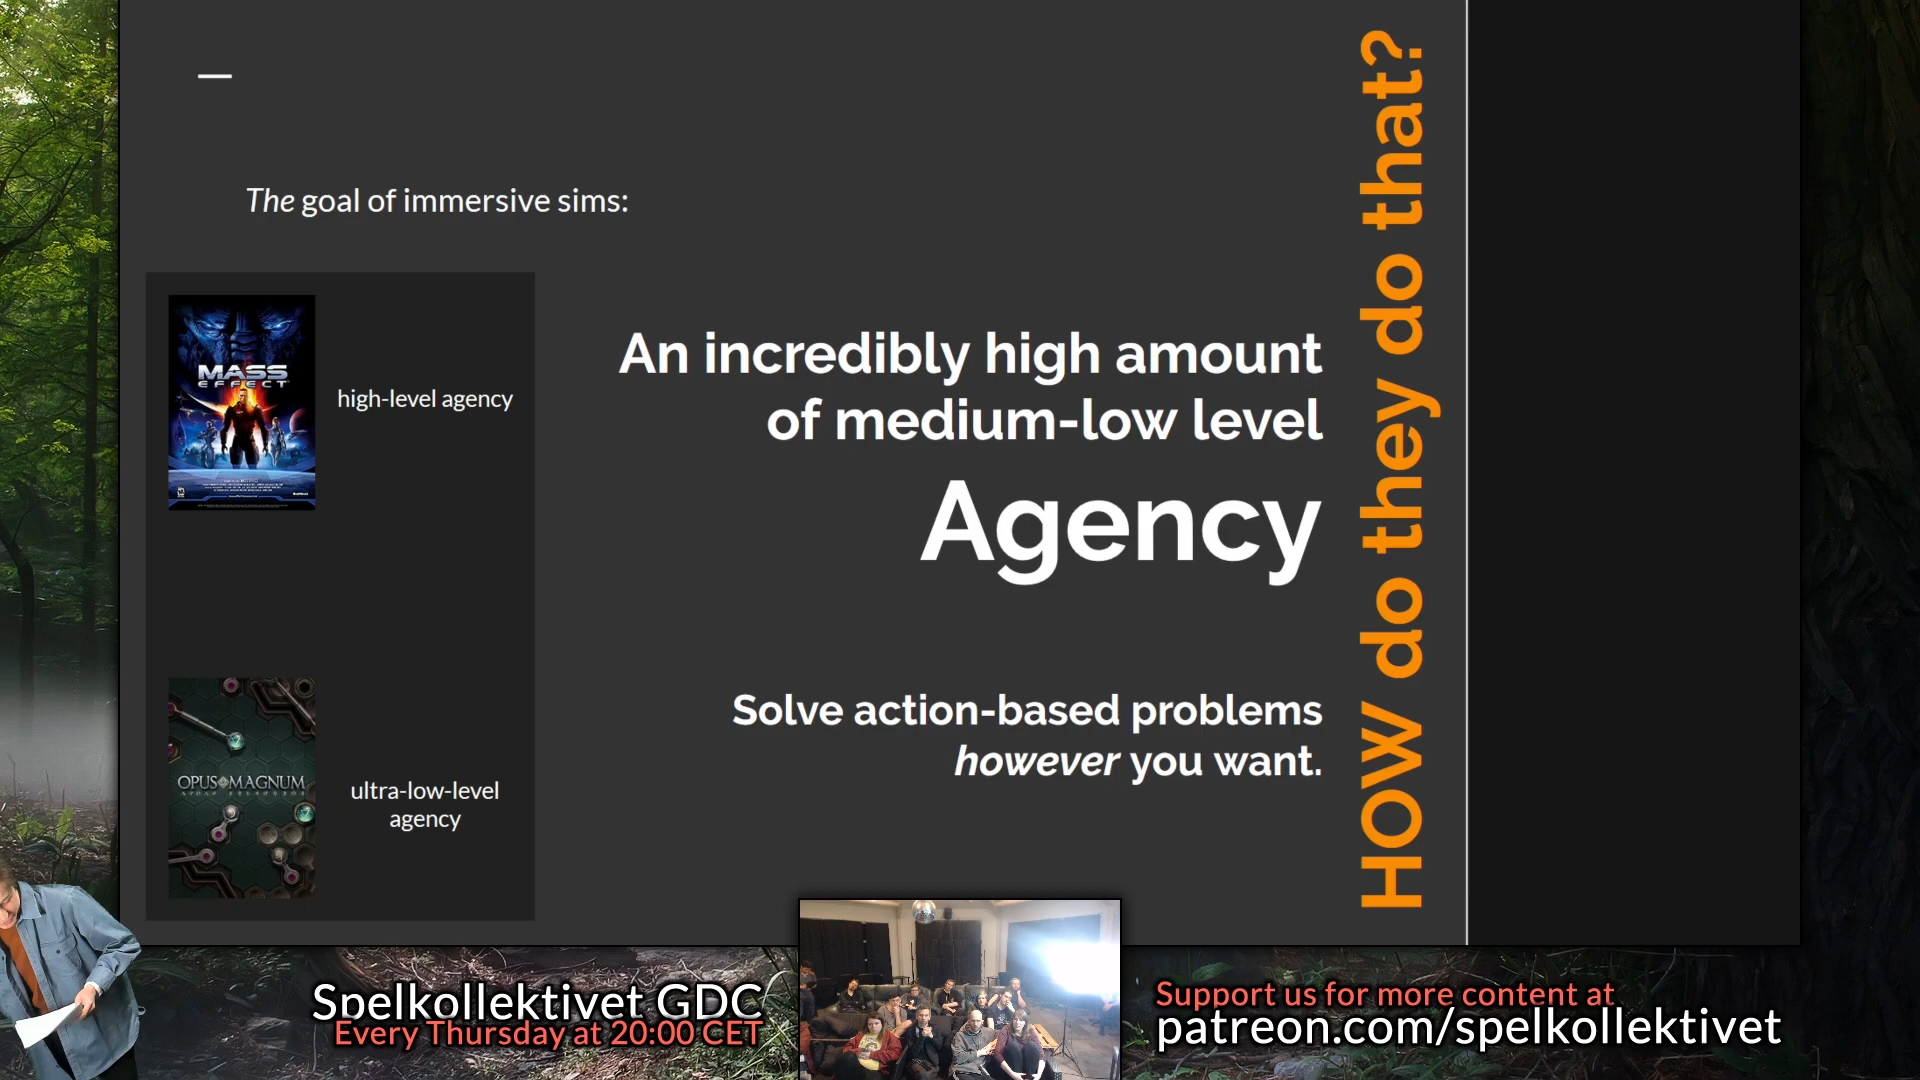 The goal of immersive sims:
MASS
EFFECT
high-level agency
An incredibly high amount
of medium-low level
Agency
Solve action-based problems
however you want.
OPUS MAGNUM
ultra-low-level
agency
HOW do they do that?
Spelkollektivet GDC
Every Thursday at 20:00 CET
Support us for more content at
patreon.com/spelkollektivet